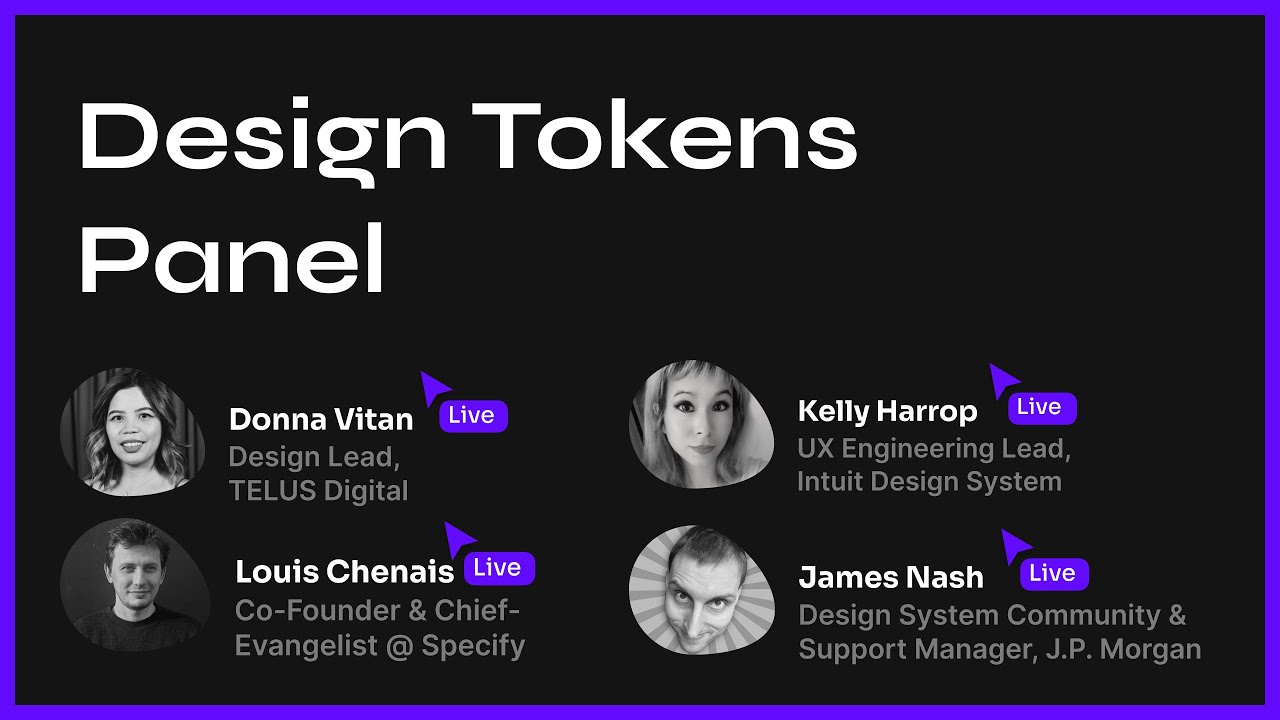 Design Tokens
Panel
Donna Vitan
Live
Design Lead,
TELUS Digital
Kelly Harrop
Live
UX Engineering Lead,
Intuit Design System
Louis Chenais
Live
Co-Founder & Chief-
Evangelist @ Specify
James Nash
Live
Design System Community &
Support Manager, J.P. Morgan